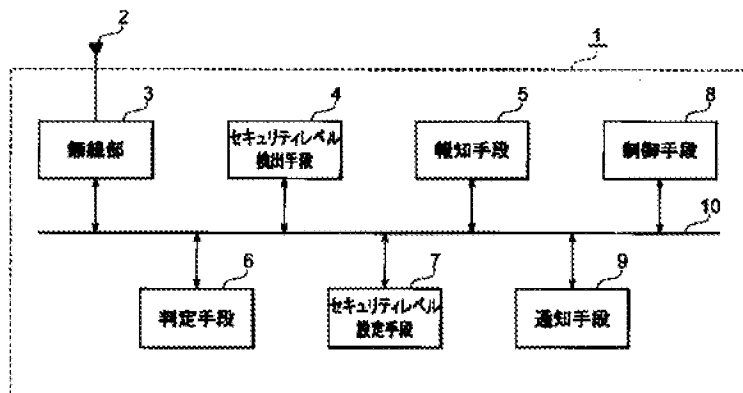 2
1
3
4
5
8
無線部
セキュリティレベル
検出手段
報知手段
制御手段
10
6
7
9
判定手段
セキュリティレベル
設定手段
通知手段